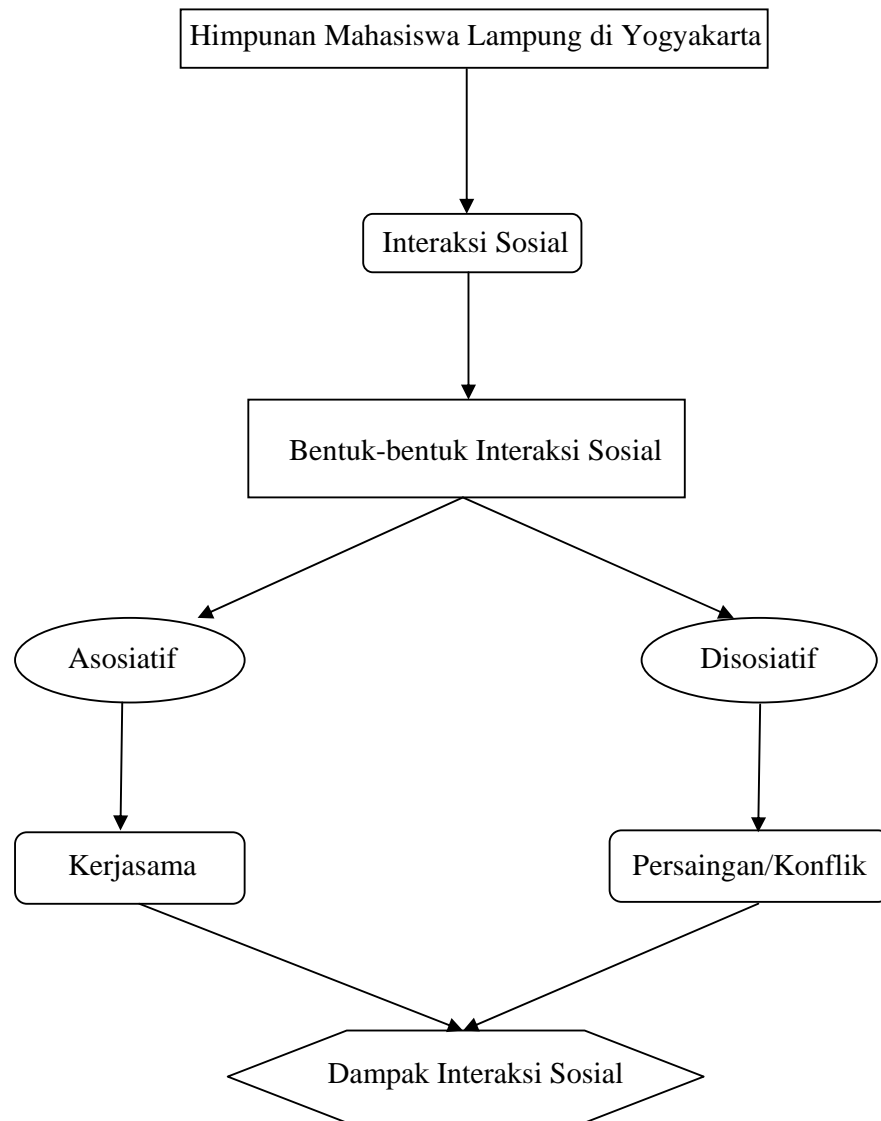 Himpunan Mahasiswa Lampung di Yogyakarta
Interaksi Sosial
Bentuk-bentuk Interaksi Sosial
Asosiatif
Disosiatif
Kerjasama
Persaingan/Konflik
Dampak Interaksi Sosial